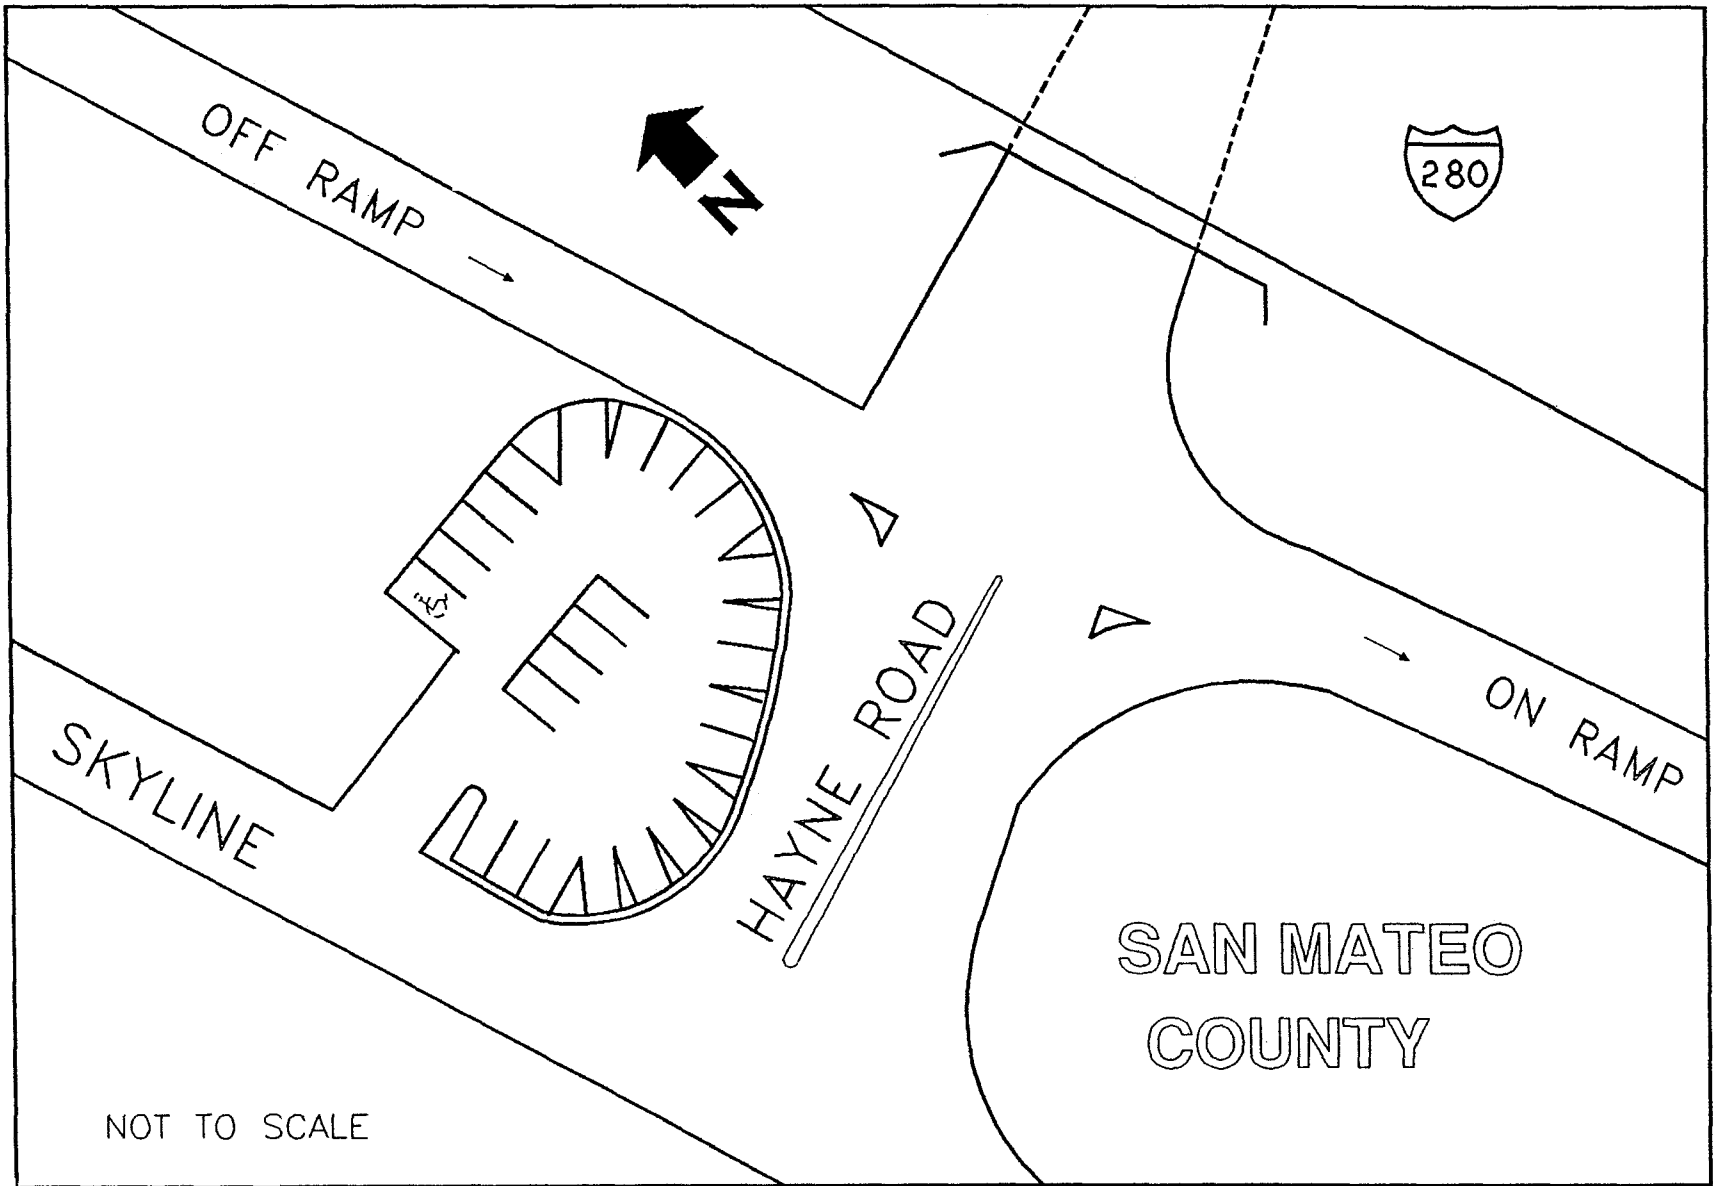 OFF RAMP
N
280
HAYNE ROAD
ON RAMP
SKYLINE
SAN MATEO
COUNTY
NOT TO SCALE